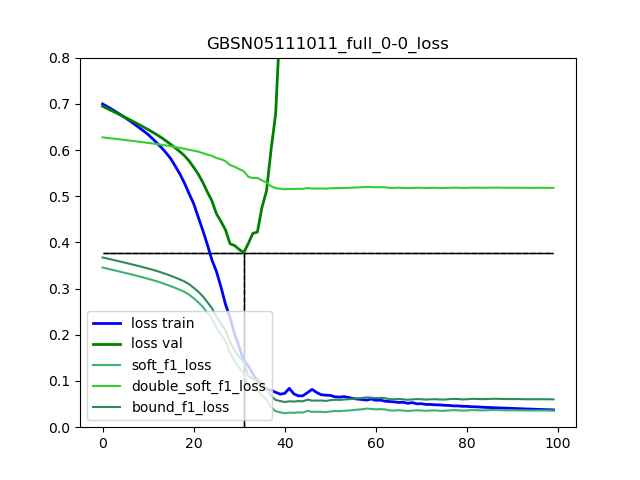 GBSN05111011_full_0-0_loss
0.8
0.7
0.6
0.5
0.4
0.3
0.2
0.1
0.0
loss train
loss val
soft_f1_loss
double_soft_f1_loss
bound_f1_loss
0 20 40 60 80 100